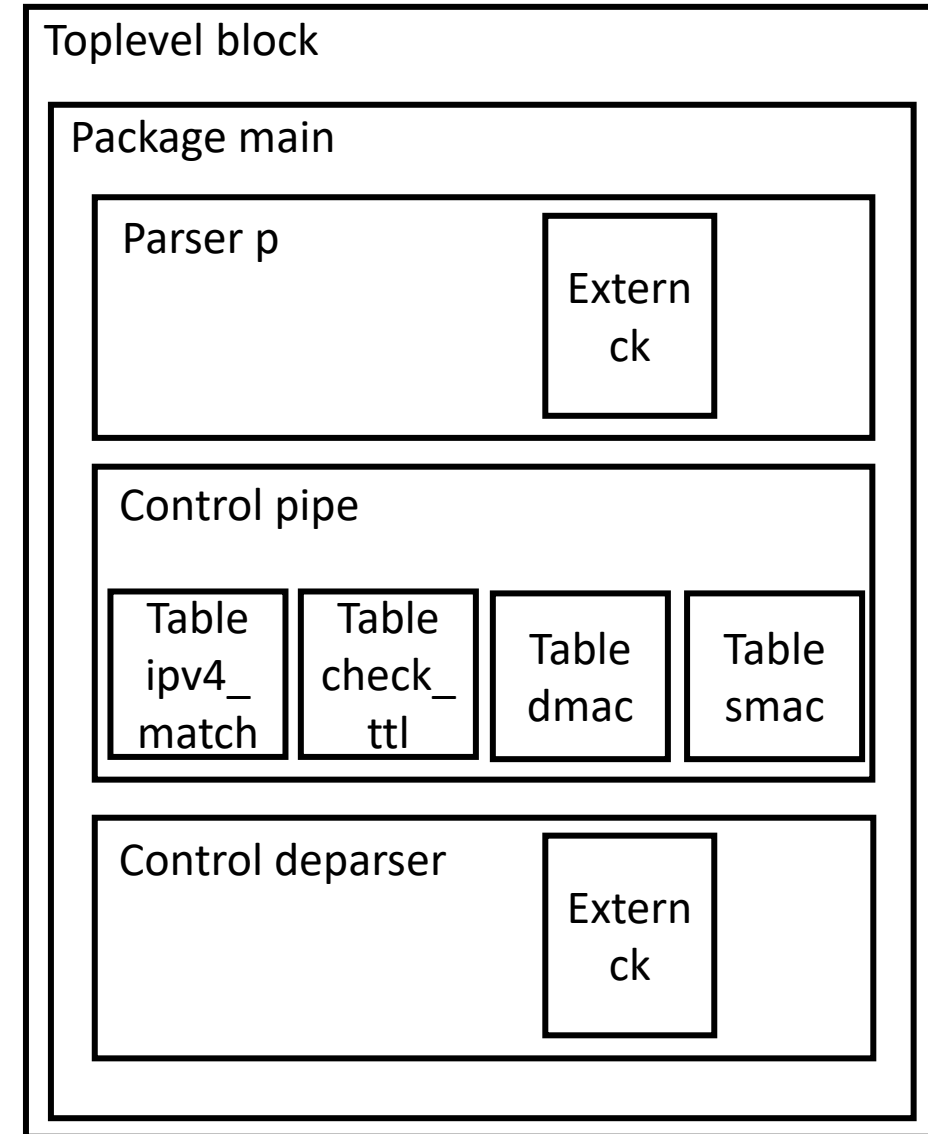 Toplevel block
Package main
Parser p
Extern
ck
Control pipe
Table
ipv4_
match
Table
check_
ttl
Table
dmac
Table
smac
Control deparser
Extern
ck